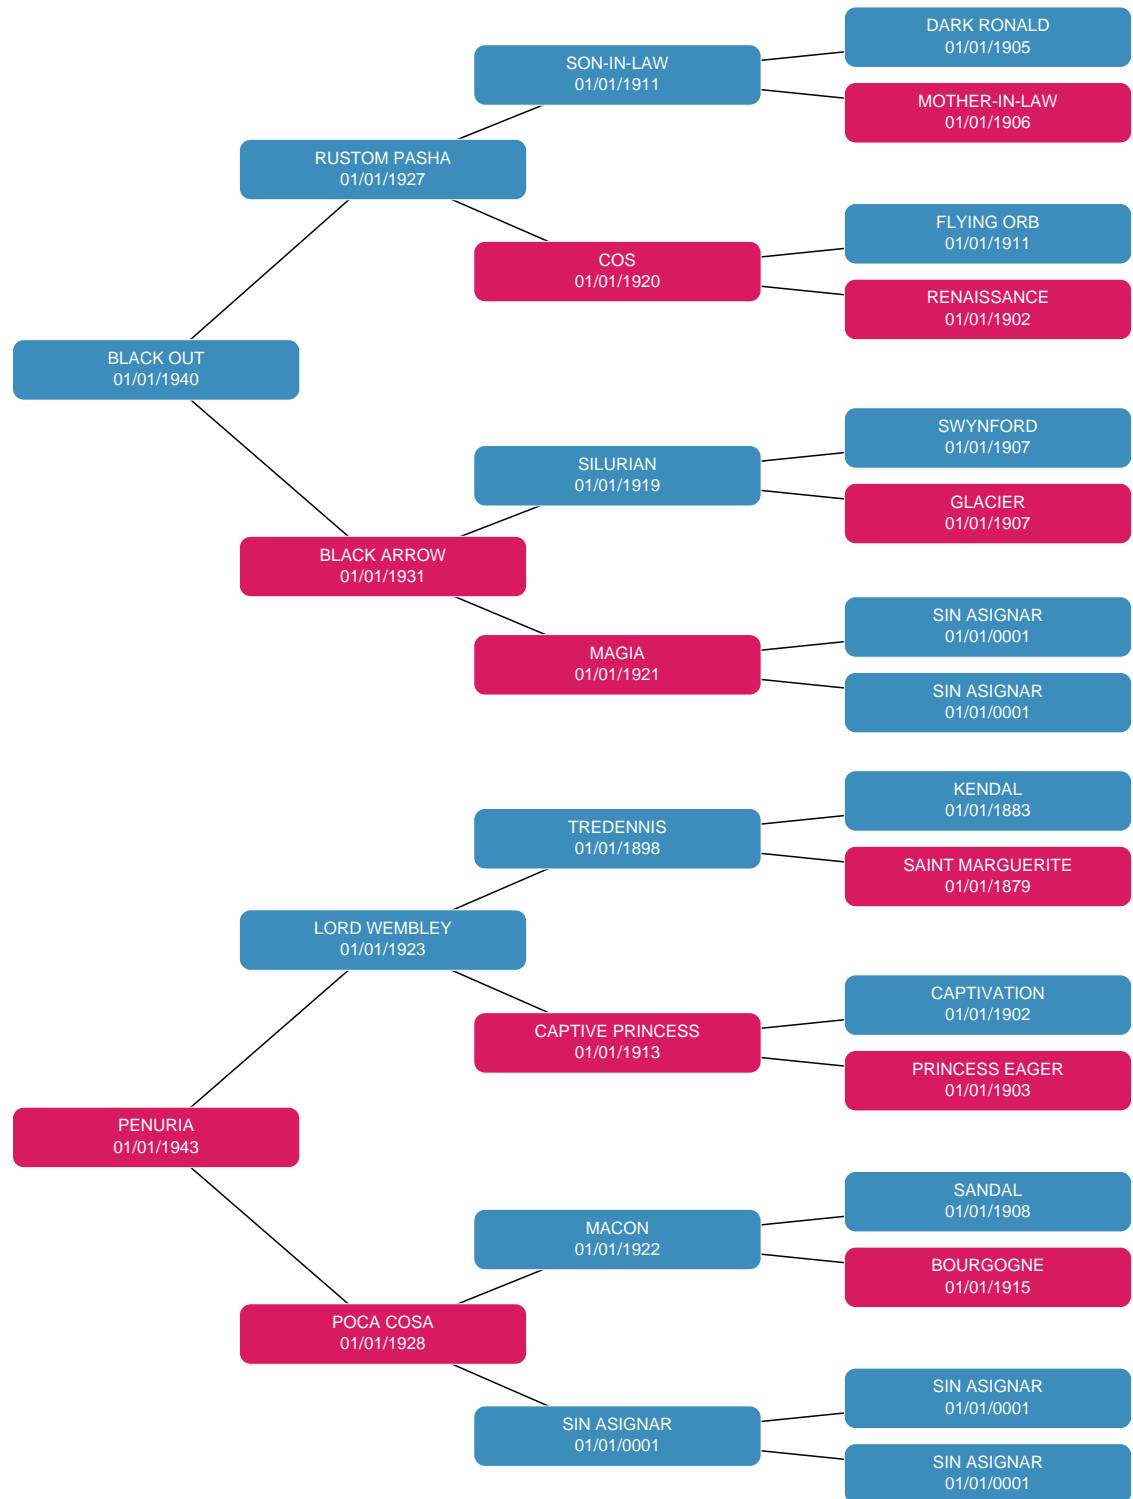 DARK RONALD
01/01/1905
SON-IN-LAW
01/01/1911
MOTHER-IN-LAW
01/01/1906
RUSTOM PASHA
01/01/1927
FLYING ORB
01/01/1911
COS
01/01/1920
RENAISSANCE
01/01/1902
BLACK OUT
01/01/1940
SWYNFORD
01/01/1907
SILURIAN
01/01/1919
GLACIER
01/01/1907
BLACK ARROW
01/01/1931
SIN ASIGNAR
01/01/0001
MAGIA
01/01/1921
SIN ASIGNAR
01/01/0001
KENDAL
01/01/1883
TREDENNIS
01/01/1898
SAINT MARGUERITE
01/01/1879
LORD WEMBLEY
01/01/1923
CAPTIVATION
01/01/1902
CAPTIVE PRINCESS
01/01/1913
PRINCESS EAGER
01/01/1903
PENURIA
01/01/1943
SANDAL
01/01/1908
MACON
01/01/1922
BOURGOGNE
01/01/1915
POCA COSA
01/01/1928
SIN ASIGNAR
01/01/0001
SIN ASIGNAR
01/01/0001
SIN ASIGNAR
01/01/0001